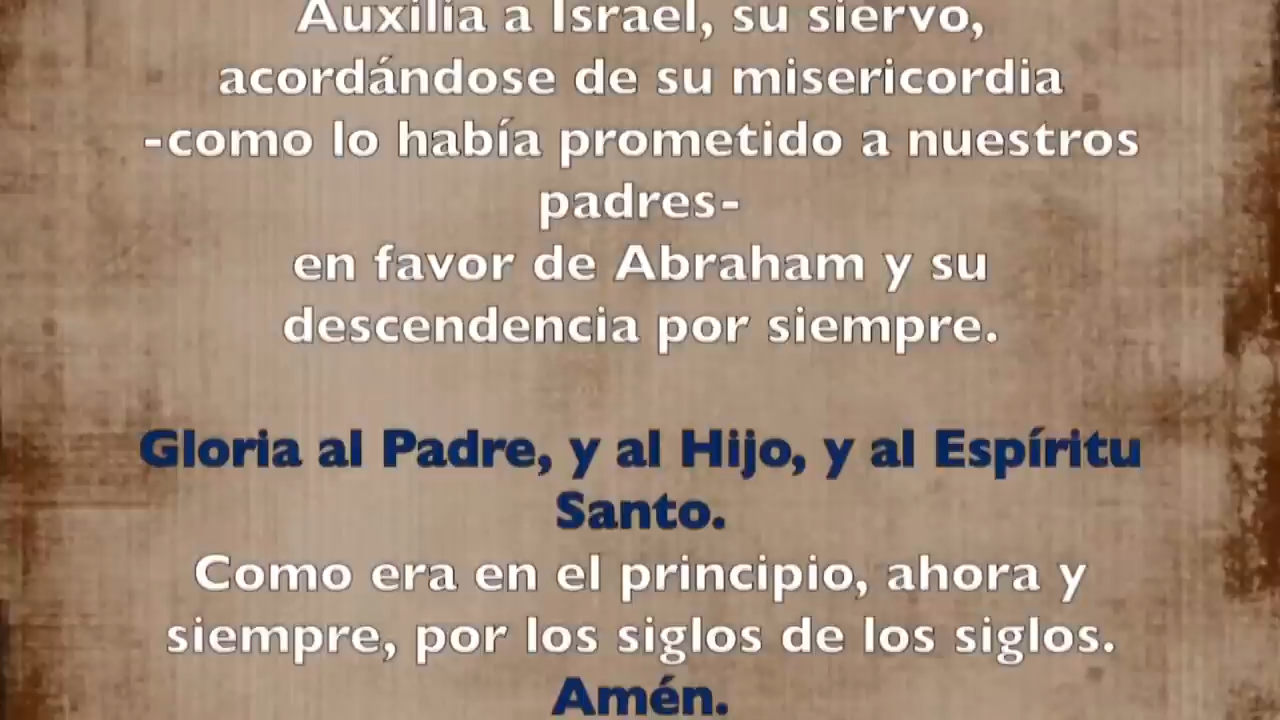 Auxilia a Israel, su siervo,
acordándose de su misericordia
-como lo había prometido a nuestros
padres-
en favor de Abraham y su
descendencia por siempre.
Gloria al Padre, y al Hijo, y al Espíritu
Santo.
Como era en el principio, ahora y
siempre, por los siglos de los siglos.
Amén.